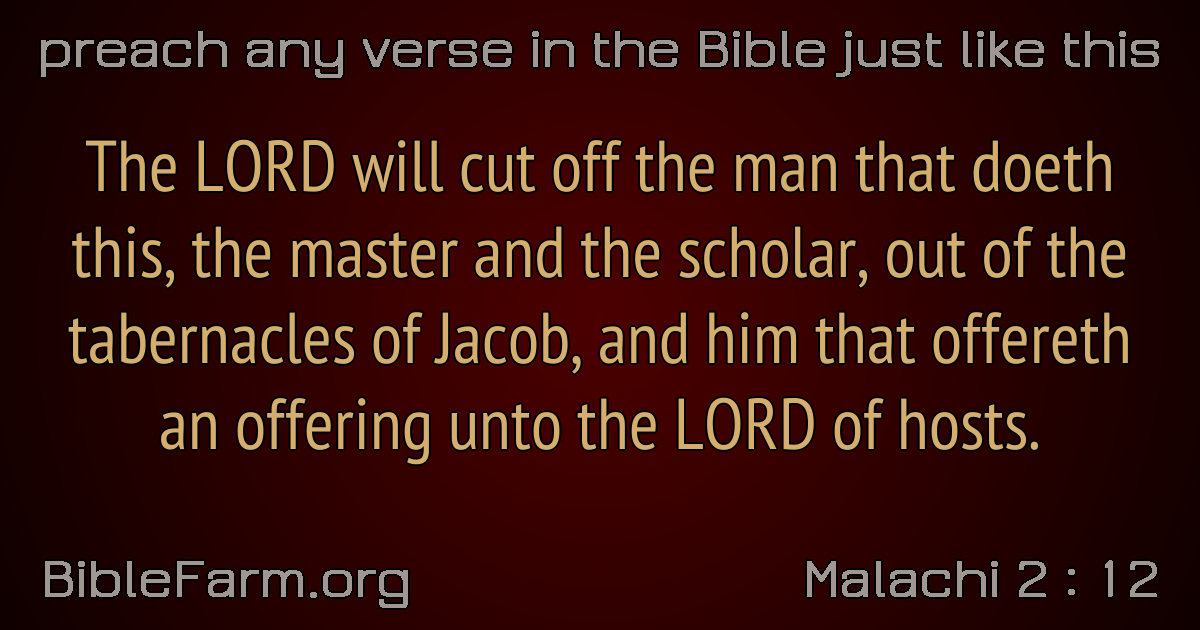 preach any verse in the Bible just like this
The LORD will cut off the man that doeth
this, the master and the scholar, out of the
tabernacles of Jacob, and him that offereth
an offering unto the LORD of hosts.
BibleFarm.org
Malachi 2 : 12